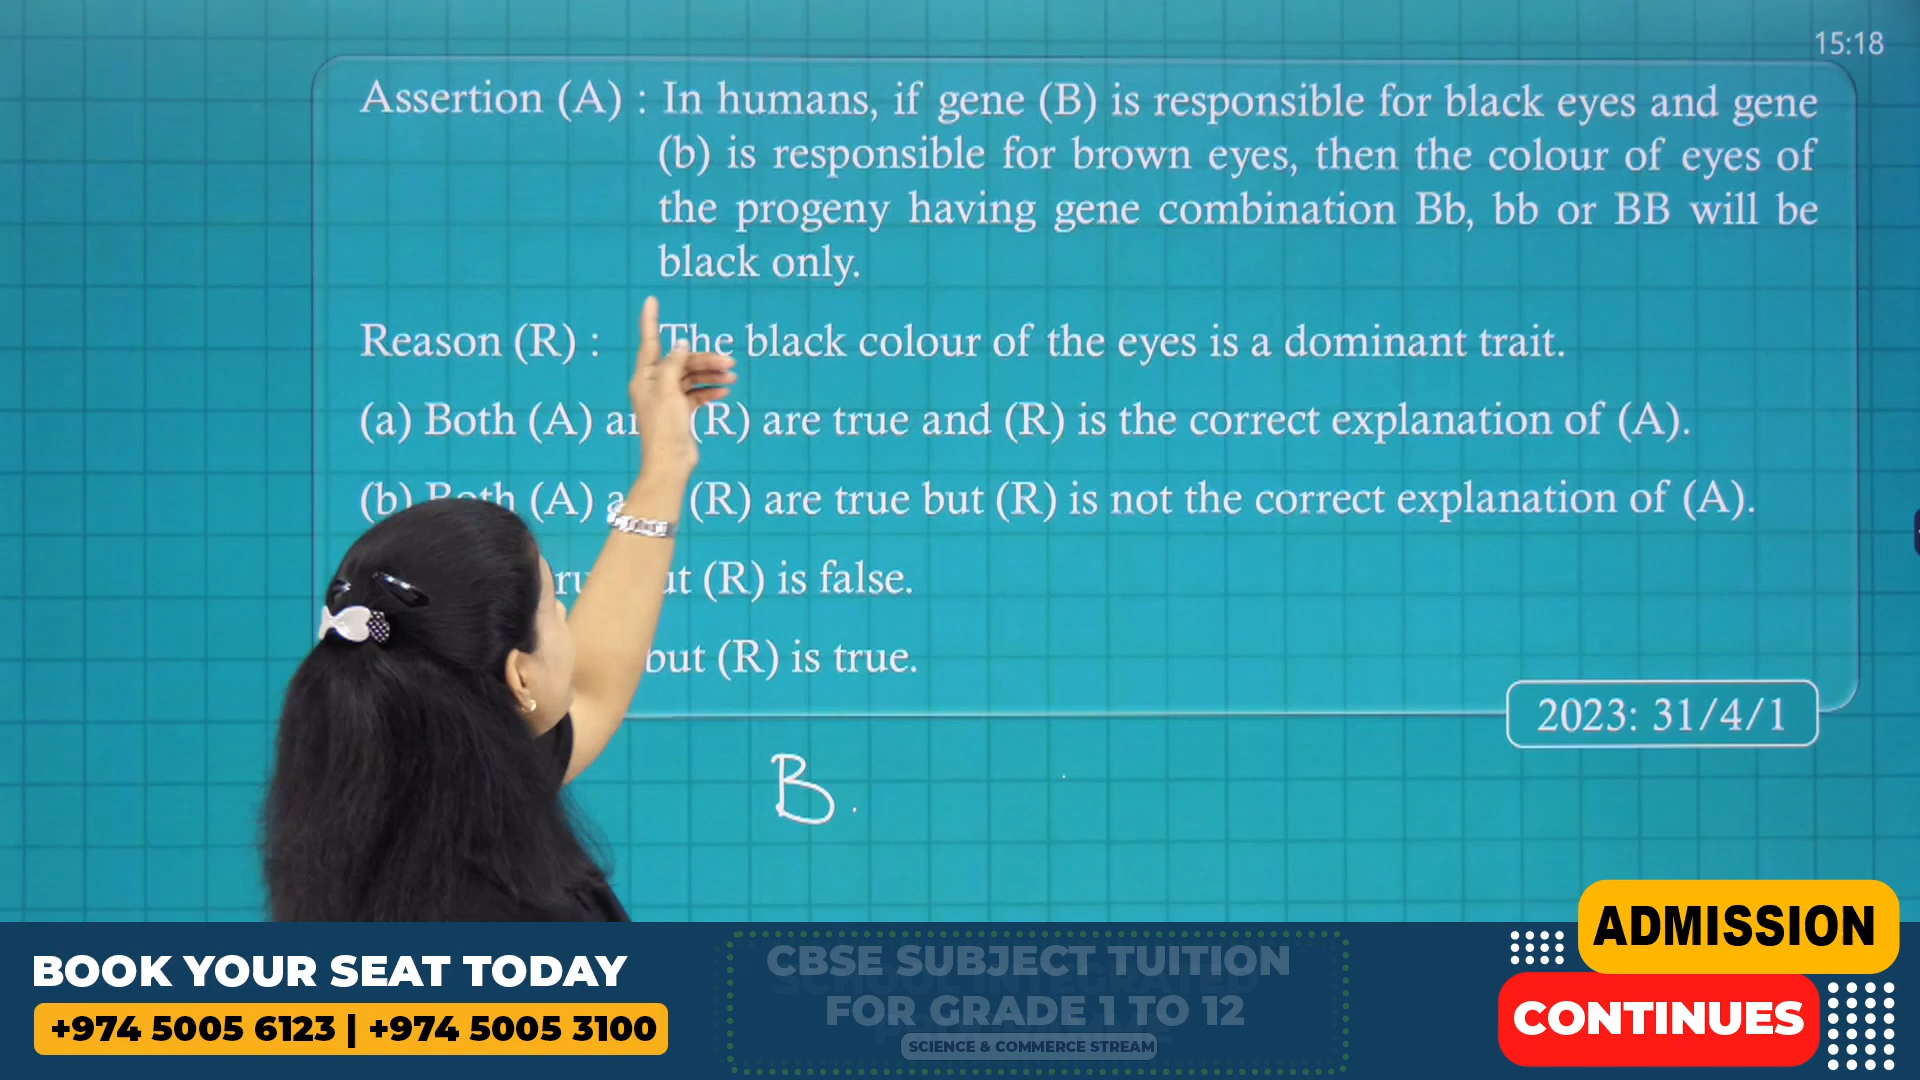 15:18
Assertion (A) : In humans, if gene (B) is responsible for black eyes and gene
(b) is responsible for brown eyes, then the colour of eyes of
the progeny having gene combination Bb, bb or BB will be
black only.
Reason (R) : The black colour of the eyes is a dominant trait.
(a) Both (A) (R) are true and (R) is the correct explanation of (A).
(b) Both (A) (R) are true but (R) is not the correct explanation of (A).
(R) is false.
but (R) is true.
2023: 31/4/1
B.
BOOK YOUR SEAT TODAY
+974 5005 6123 | +974 5005 3100
CBSE SUBJECT TUITION
FOR GRADE 1 TO 12
SCIENCE & COMMERCE STREAM
ADMISSION
CONTINUES